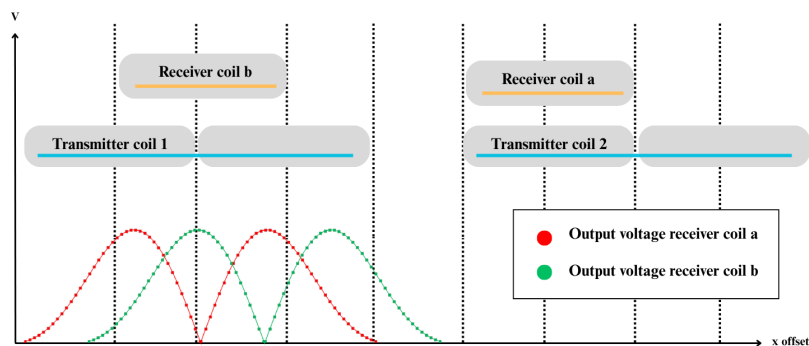 V
Receiver coil b
Receiver coil a
Transmitter coil 1
Transmitter coil 2
Output voltage receiver coil a
Output voltage receiver coil b
x offset